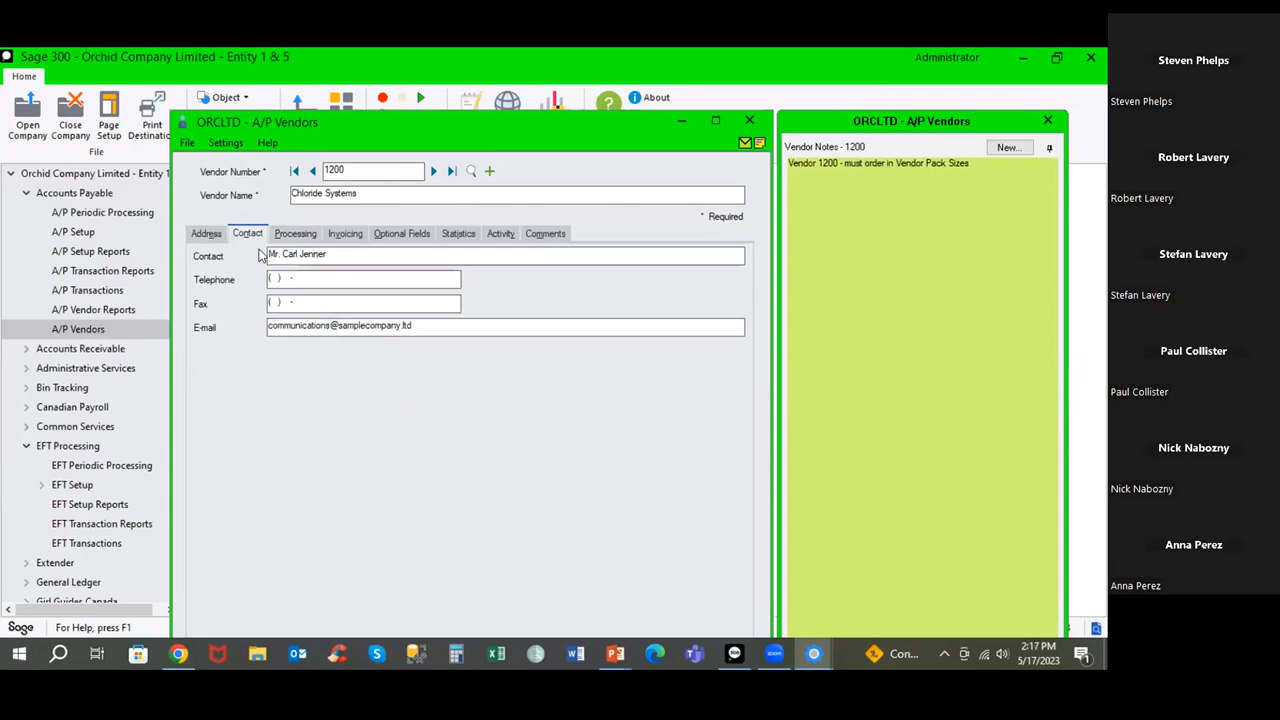 Sage 300 - Orchid Company Limited - Entity 1 & 5
Administrator
Home
Open Company
Close Company
Page Setup
Print Destinati
File
Object
About
Orchid Company Limited - Entity 1
Accounts Payable
A/P Periodic Processing
A/P Setup
A/P Setup Reports
A/P Transaction Reports
A/P Transactions
A/P Vendor Reports
A/P Vendors
Accounts Receivable
Administrative Services
Bin Tracking
Canadian Payroll
Common Services
EFT Processing
EFT Periodic Processing
EFT Setup
EFT Setup Reports
EFT Transaction Reports
EFT Transactions
Extender
General Ledger
Girl Guides Canada
sage
For Help, press F1
ORCLTD - A/P Vendors
File Settings Help
Vendor Number * 1200
Vendor Name * Chloride Systems
* Required
Address Contact Processing Invoicing Optional Fields Statistics Activity Comments
Contact Mr. Carl Jenner
Telephone ( ) -
Fax ( ) -
E-mail communications@samplecompany.ltd
ORCLTD - A/P Vendors
Vendor Notes - 1200 New...
Vendor 1200 - must order in Vendor Pack Sizes
Con...
2:17 PM
5/17/2023
1
Steven Phelps
Steven Phelps
Robert Lavery
Robert Lavery
Stefan Lavery
Stefan Lavery
Paul Collister
Paul Collister
Nick Nabozny
Nick Nabozny
Anna Perez
Anna Perez